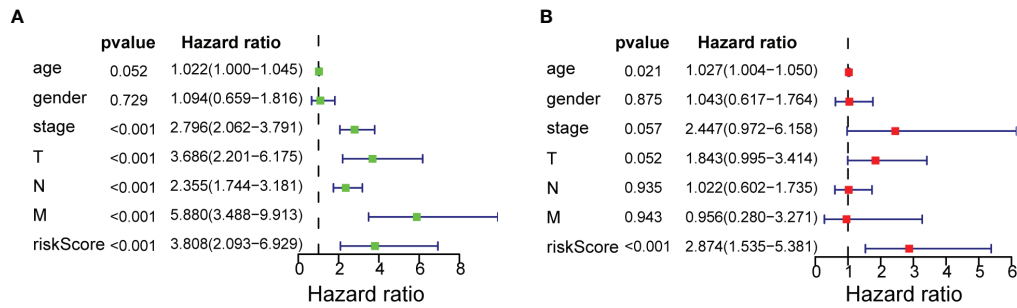 A
pvalue Hazard ratio
age 0.052 1.022(1.000−1.045)
gender 0.729 1.094(0.659−1.816)
stage <0.001 2.796(2.062−3.791)
T <0.001 3.686(2.201−6.175)
N <0.001 2.355(1.744−3.181)
M <0.001 5.880(3.488−9.913)
riskScore <0.001 3.808(2.093−6.929)
0 2 4 6 8
Hazard ratio
B
pvalue Hazard ratio
age 0.021 1.027(1.004−1.050)
gender 0.875 1.043(0.617−1.764)
stage 0.057 2.447(0.972−6.158)
T 0.052 1.843(0.995−3.414)
N 0.935 1.022(0.602−1.735)
M 0.943 0.956(0.280−3.271)
riskScore <0.001 2.874(1.535−5.381)
0 1 2 3 4 5 6
Hazard ratio